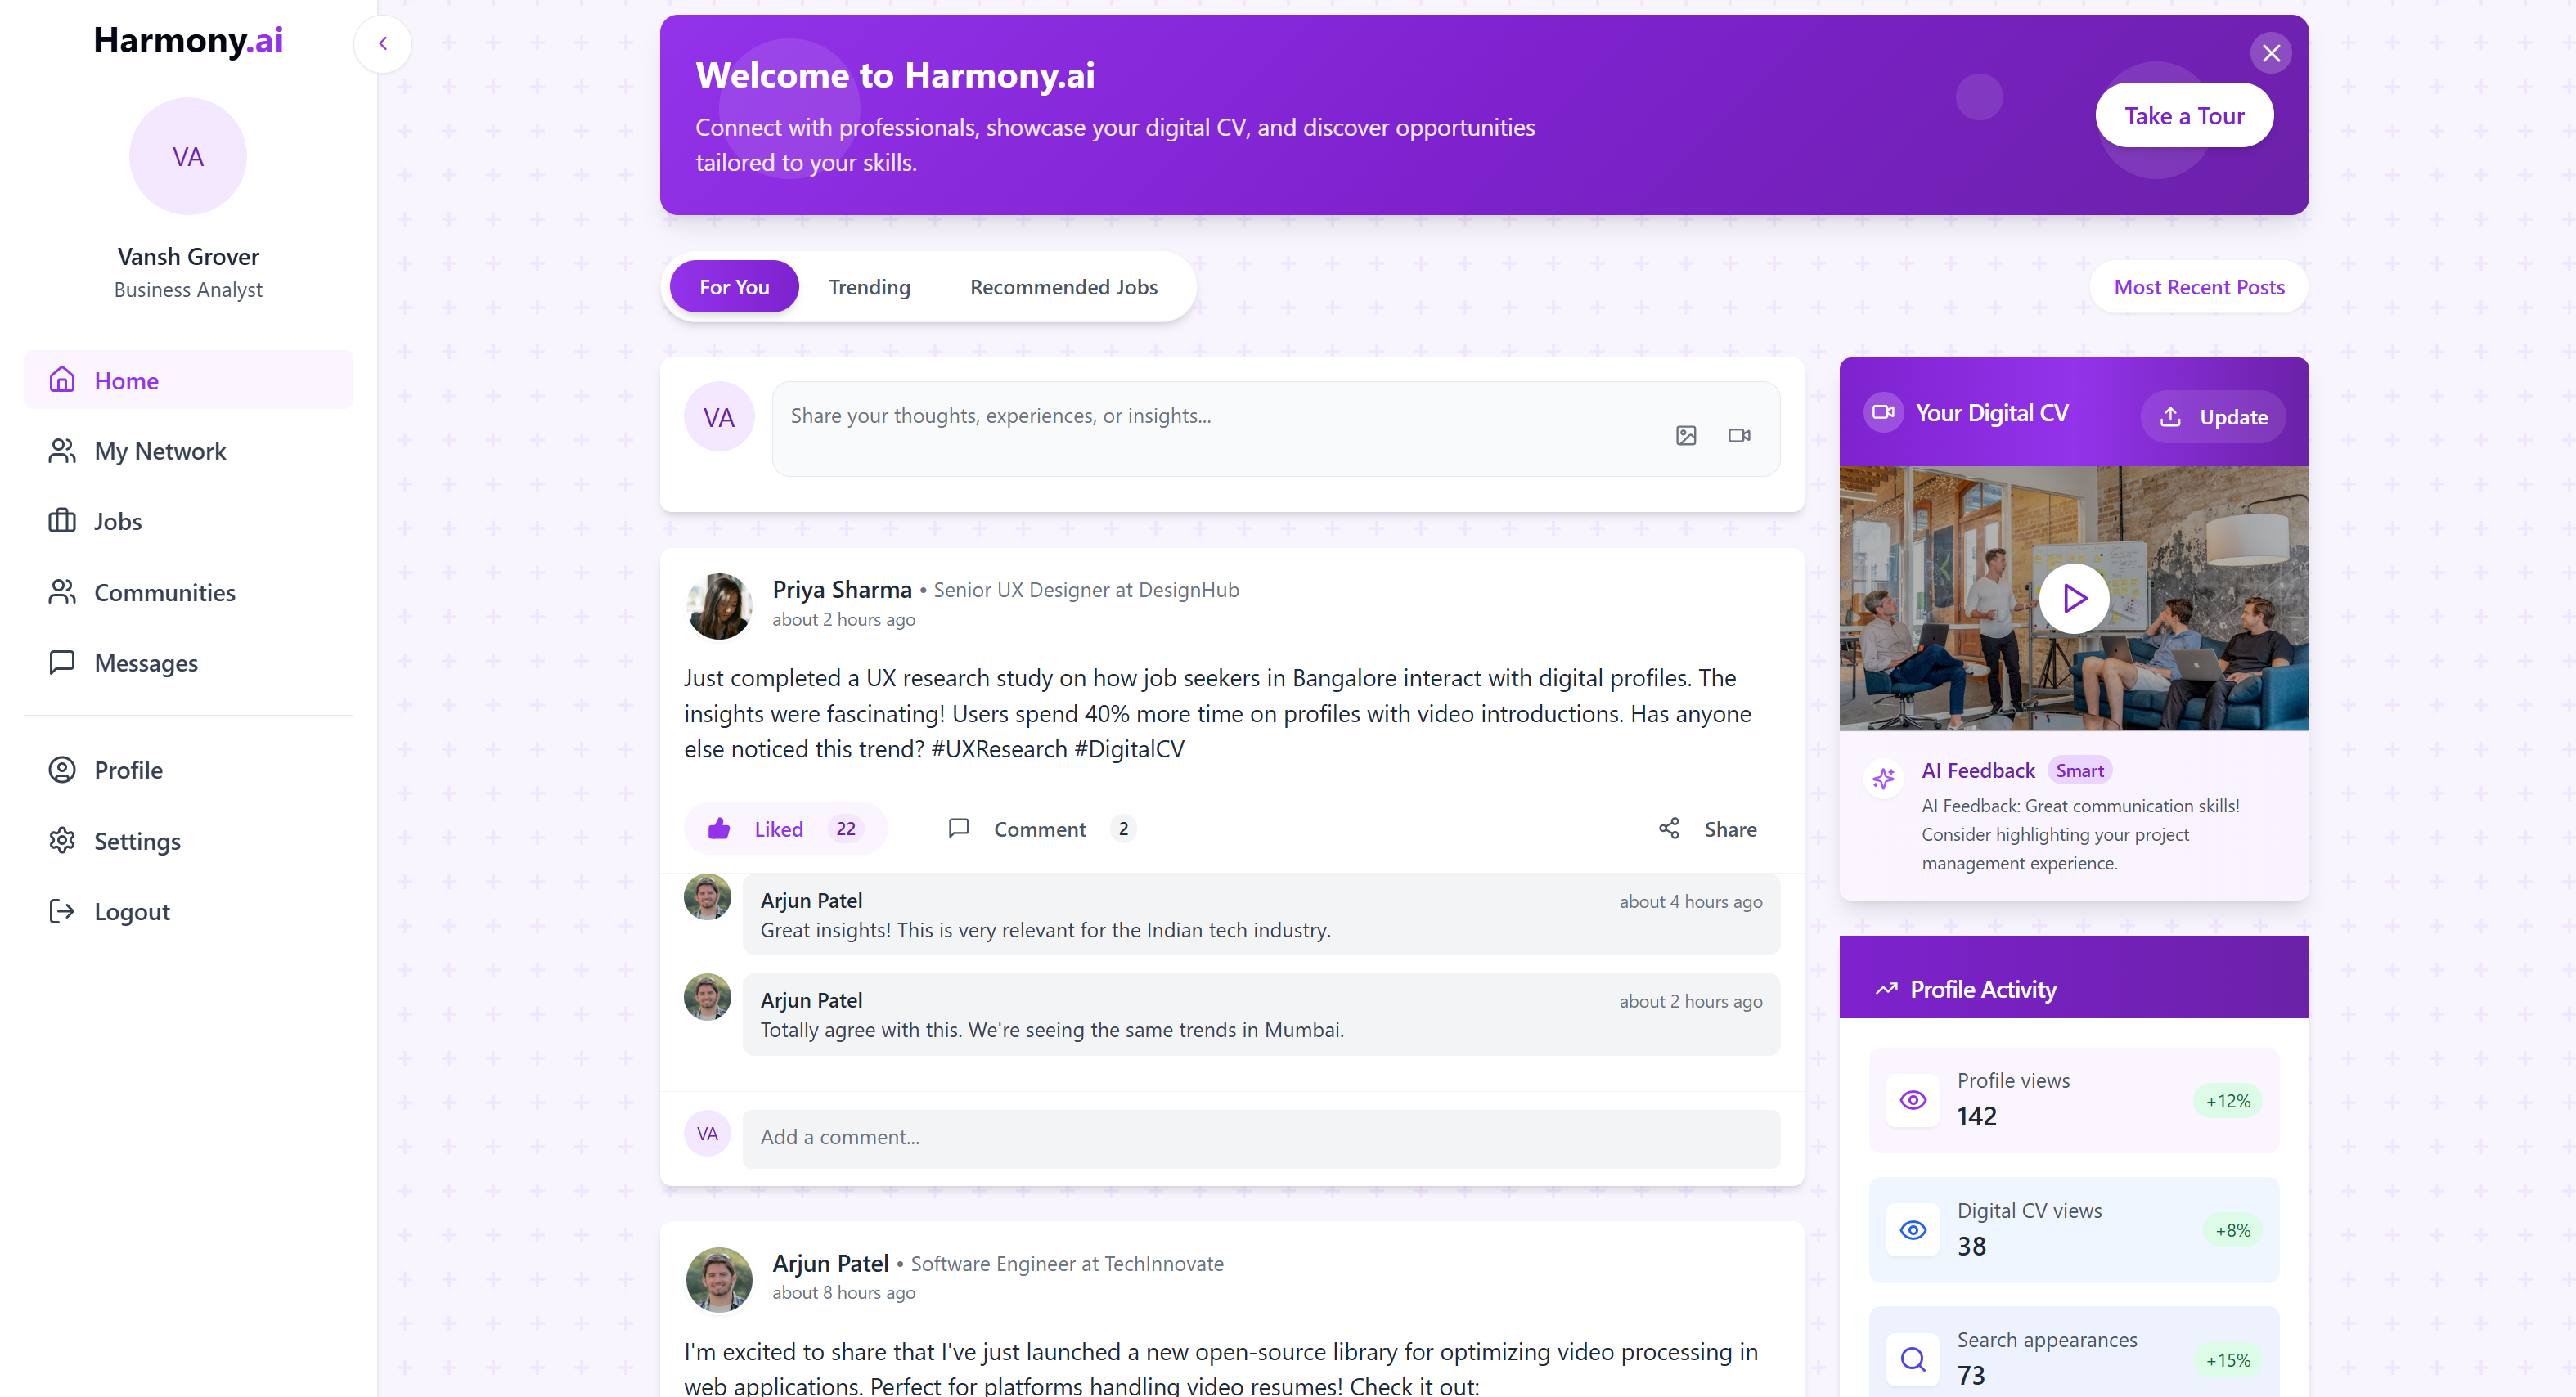 Harmony.ai
VA
Vansh Grover
Business Analyst
Home
My Network
Jobs
Communities
Messages
Profile
Settings
Logout
Welcome to Harmony.ai
Connect with professionals, showcase your digital CV, and discover opportunities
tailored to your skills.
Take a Tour
For You
Trending
Recommended Jobs
Most Recent Posts
VA
Share your thoughts, experiences, or insights...
Priya Sharma • Senior UX Designer at DesignHub
about 2 hours ago
Just completed a UX research study on how job seekers in Bangalore interact with digital profiles. The
insights were fascinating! Users spend 40% more time on profiles with video introductions. Has anyone
else noticed this trend? #UXResearch #DigitalCV
Liked 22
Comment 2
Share
Arjun Patel
about 4 hours ago
Great insights! This is very relevant for the Indian tech industry.
Arjun Patel
about 2 hours ago
Totally agree with this. We're seeing the same trends in Mumbai.
VA
Add a comment...
Arjun Patel • Software Engineer at TechInnovate
about 8 hours ago
I'm excited to share that I've just launched a new open-source library for optimizing video processing in
web applications. Perfect for platforms handling video resumes! Check it out:
Your Digital CV
Update
AI Feedback Smart
AI Feedback: Great communication skills!
Consider highlighting your project
management experience.
Profile Activity
Profile views
142
+12%
Digital CV views
38
+8%
Search appearances
73
+15%